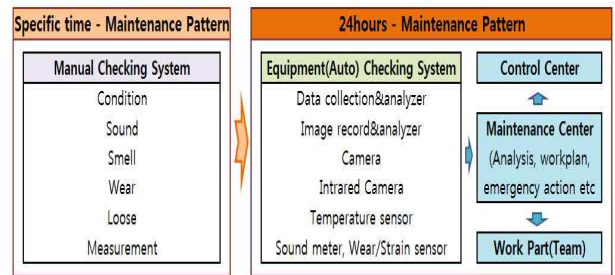 Specific time - Maintenance Pattern
Manual Checking System
Condition
Sound
Smell
Wear
Loose
Measurement
24hours - Maintenance Pattern
Equipment(Auto) Checking System
Data collection&analyzer
Image record&analyzer
Camera
Intrared Camera
Temperature sensor
Sound meter, Wear/Strain sensor
Control Center
Maintenance Center
(Analysis, workplan,
emergency action etc
Work Part(Team)